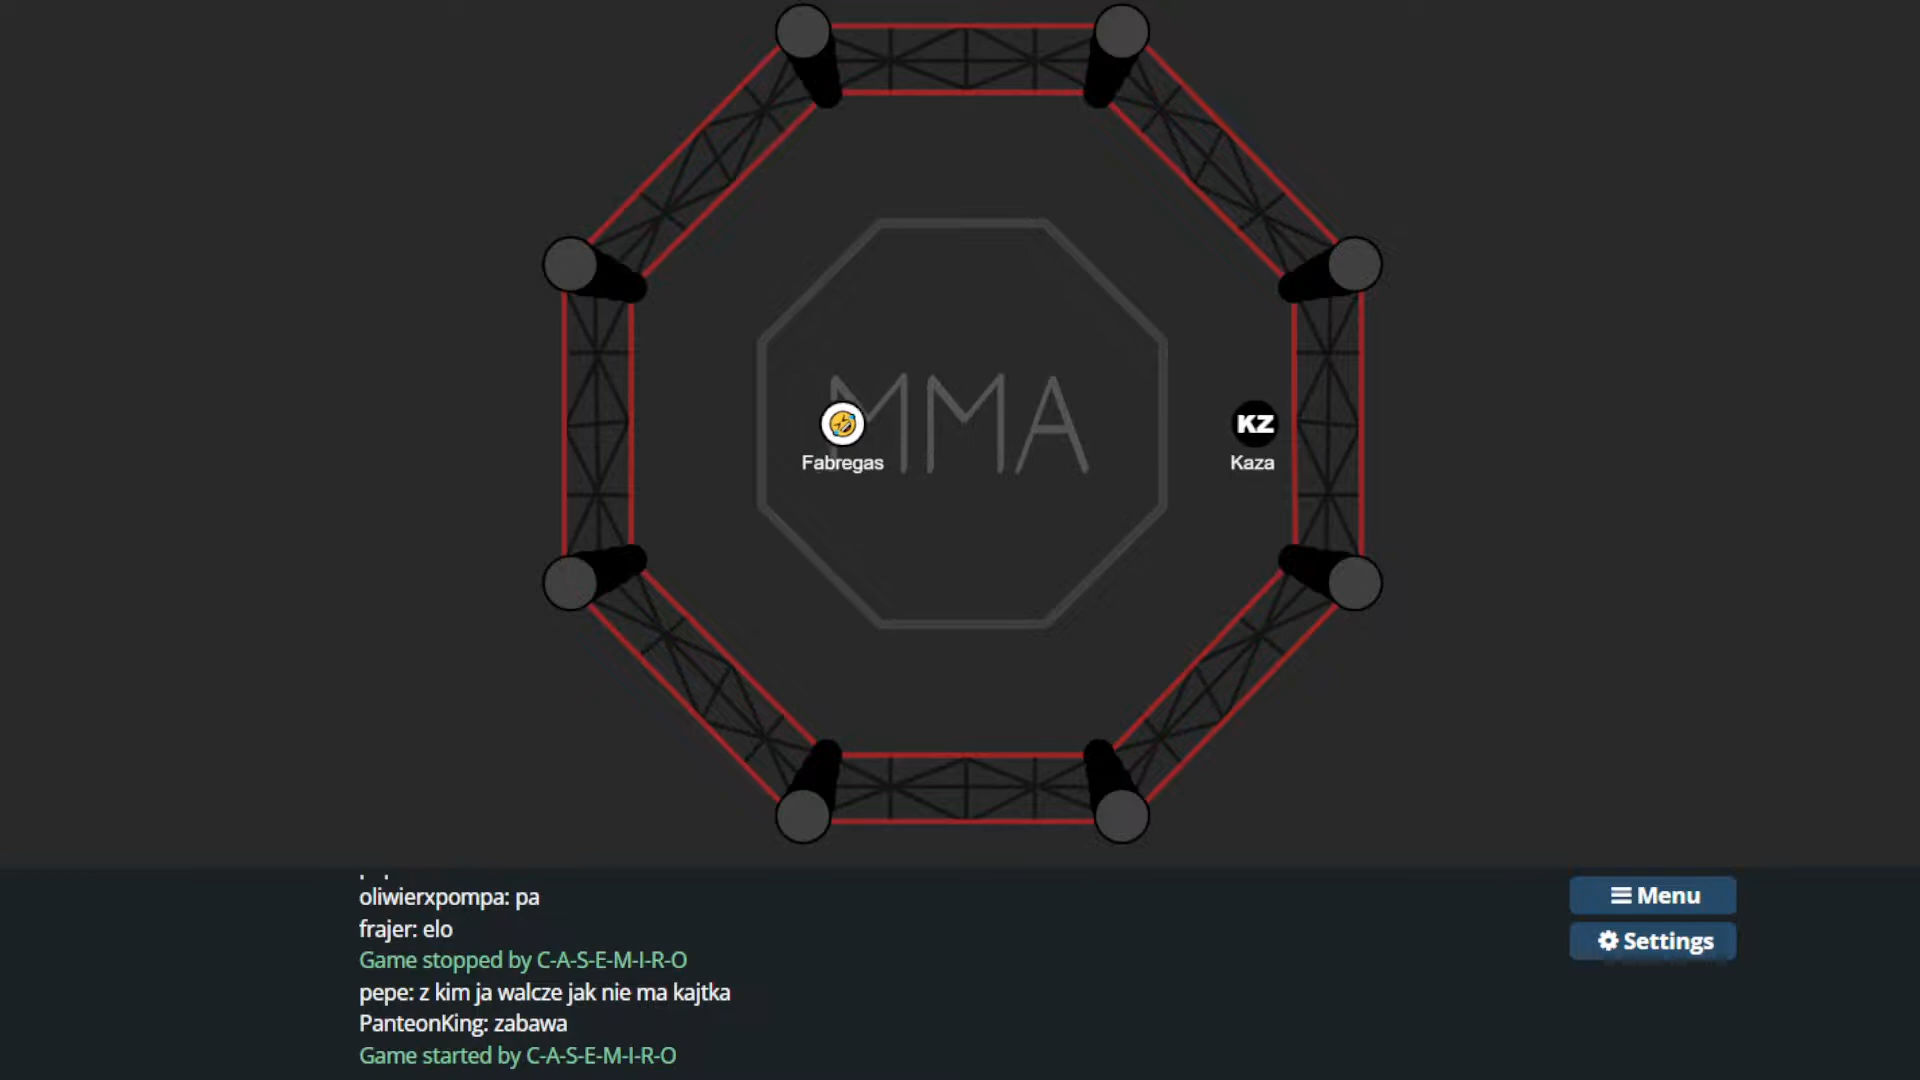 MMA
KZ
Fabregas
Kaza
oliwierxpompa: pa
frajer: elo
Game stopped by C-A-S-E-M-I-R-O
pepe: z kim ja walcze jak nie ma kajtka
PanteonKing: zabawa
Game started by C-A-S-E-M-I-R-O
Menu
Settings